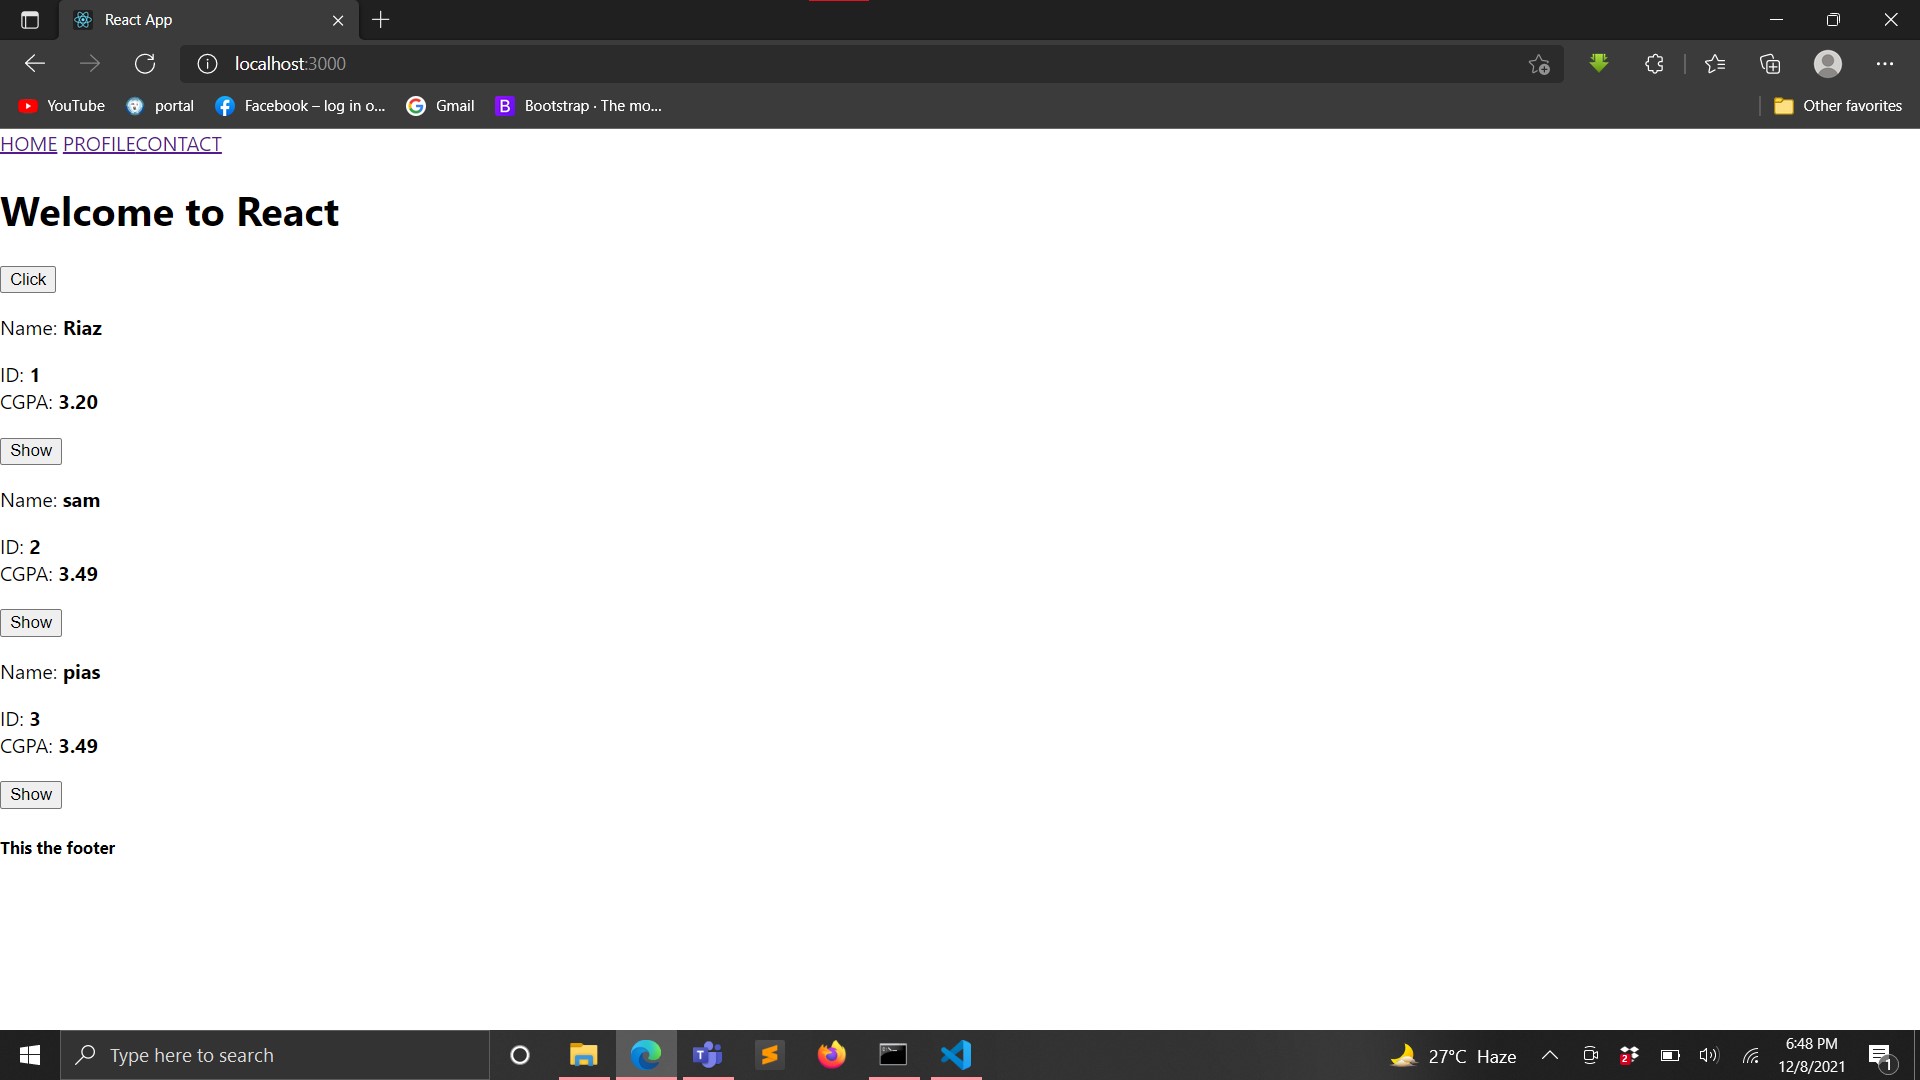 React App
localhost:3000
YouTube portal Facebook – log in o... Gmail B Bootstrap · The mo... Other favorites
HOME PROFILECONTACT
Welcome to React
Click
Name: Riaz
ID: 1
CGPA: 3.20
Show
Name: sam
ID: 2
CGPA: 3.49
Show
Name: pias
ID: 3
CGPA: 3.49
Show
This the footer
Type here to search
27°C Haze
2
6:48 PM
12/8/2021
1